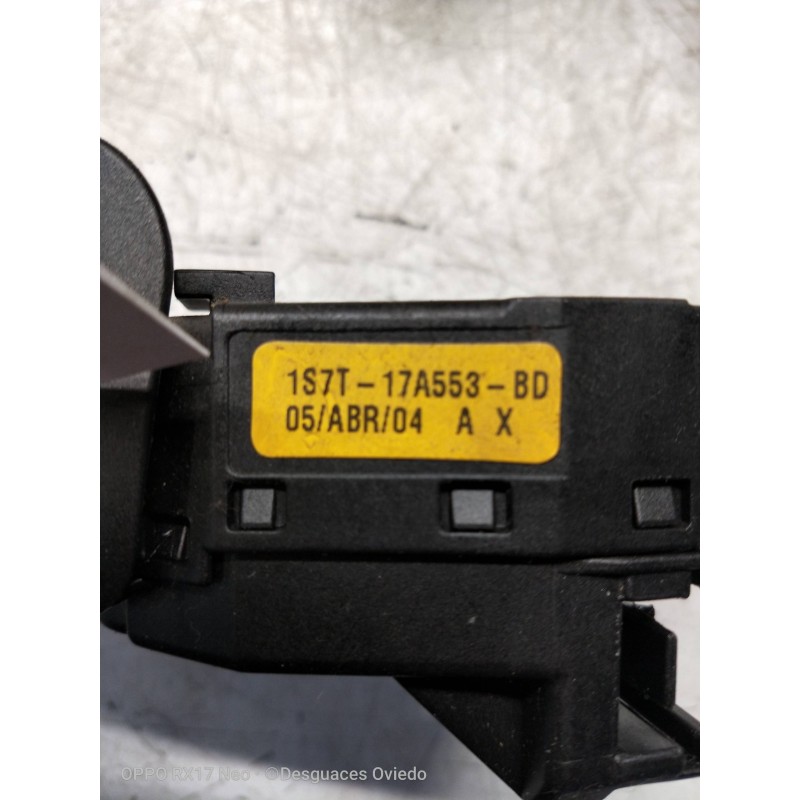 1S7T-17A553-BD
05/ABR/04 A X
OPPO RX17 Neo · @Desguaces Oviedo